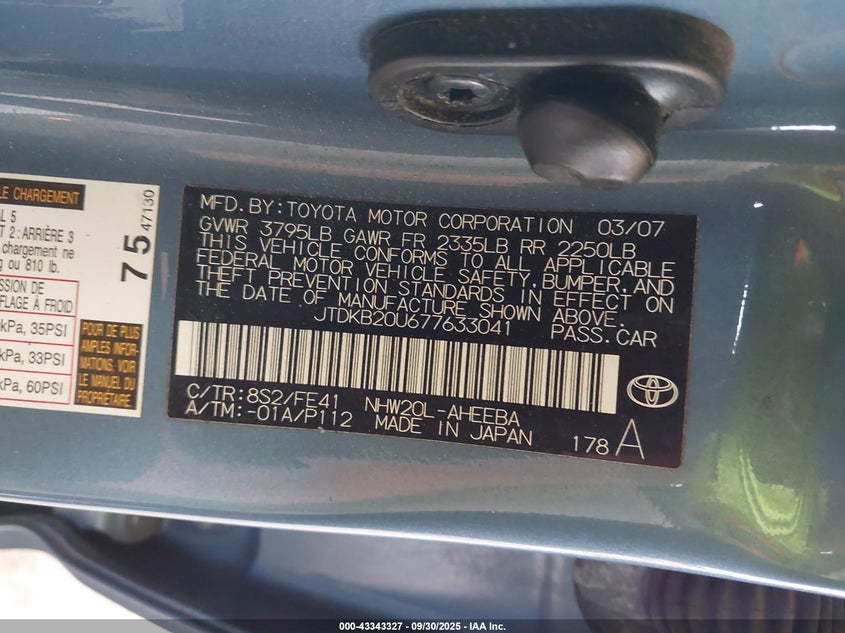 LE CHARGEMENT
L 5
T 2: ARRIÈRE 3
chargement ne
g ou 810 lb.
SSION DE
FLAGE À FROID
kPa, 35PSI
kPa, 33PSI
kPa, 60PSI
POUR DE PLUS
AMPLES INFOR-
MATIONS, VOIR
LE MANUEL DU
PROPRIÉTAIRE
75 47130
MFD. BY: TOYOTA MOTOR CORPORATION 03/07
GVWR 3795LB GAWR FR 2335LB RR 2250LB
THIS VEHICLE CONFORMS TO ALL APPLICABLE
FEDERAL MOTOR VEHICLE SAFETY, BUMPER, AND
THEFT PREVENTION STANDARDS IN EFFECT ON
THE DATE OF MANUFACTURE SHOWN ABOVE.
JTDKB20U677633041 PASS. CAR
C/TR: 8S2/FE41 NHW20L-AHEEBA
A/TM: -01A/P112 MADE IN JAPAN 178 A
000-43343327 - 09/30/2025 - IAA Inc.